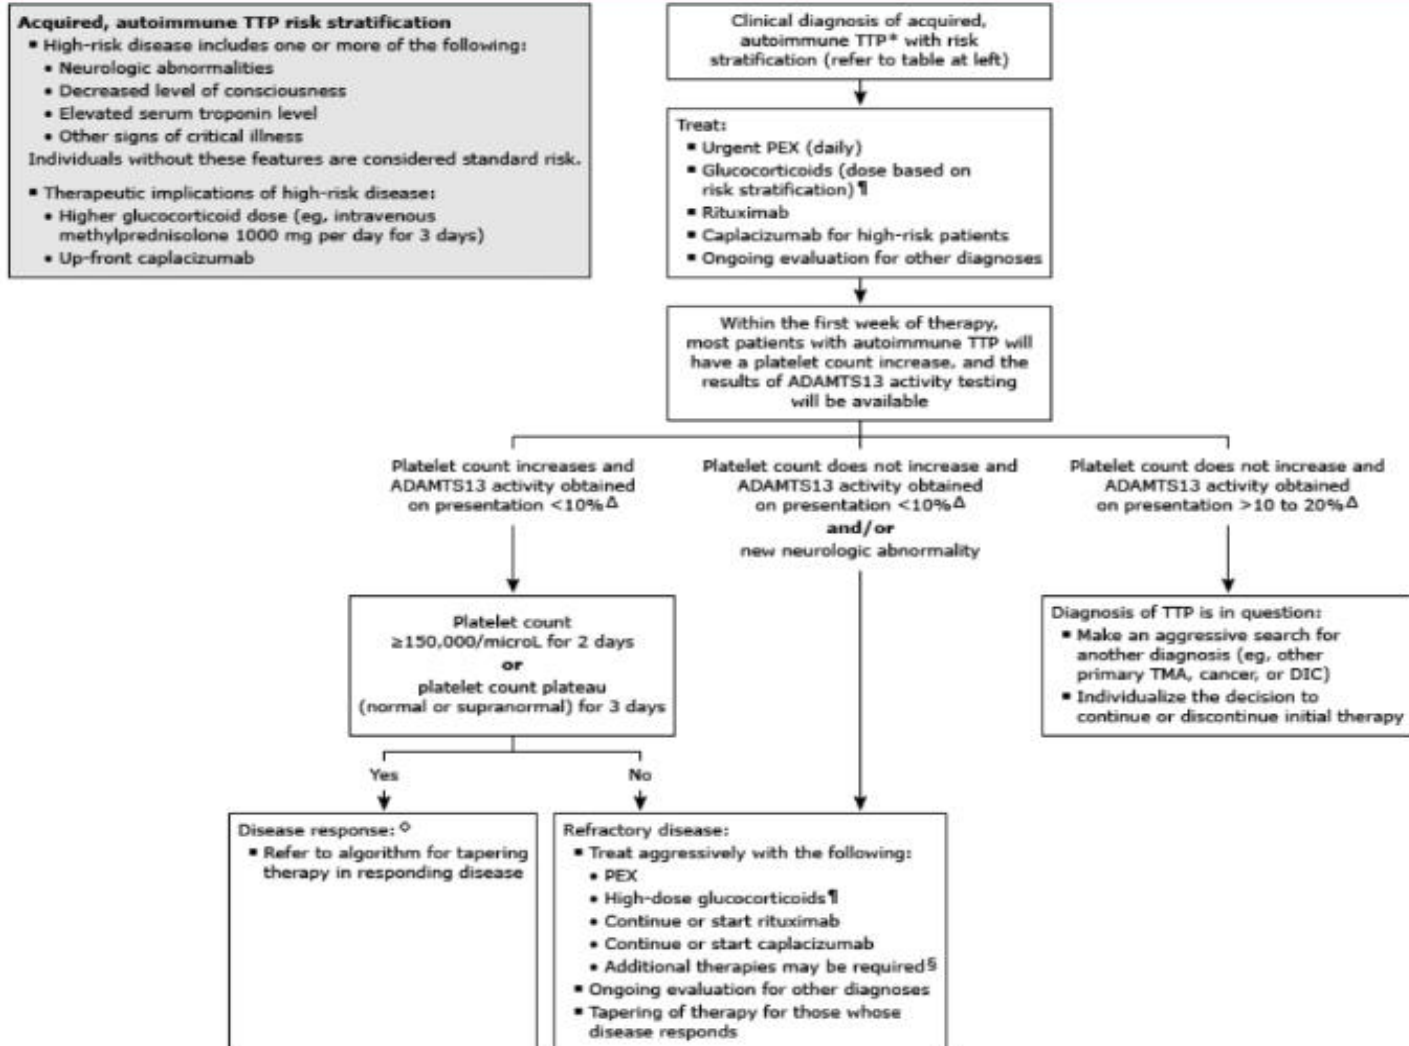 Acquired, autoimmune TTP risk stratification
▪ High-risk disease includes one or more of the following:
• Neurologic abnormalities
• Decreased level of consciousness
• Elevated serum troponin level
• Other signs of critical illness
Individuals without these features are considered standard risk.
▪ Therapeutic implications of high-risk disease:
• Higher glucocorticoid dose (eg, intravenous
methylprednisolone 1000 mg per day for 3 days)
• Up-front caplacizumab
Clinical diagnosis of acquired,
autoimmune TTP* with risk
stratification (refer to table at left)
Treat:
▪ Urgent PEX (daily)
▪ Glucocorticoids (dose based on
risk stratification)¶
▪ Rituximab
▪ Caplacizumab for high-risk patients
▪ Ongoing evaluation for other diagnoses
Within the first week of therapy,
most patients with autoimmune TTP will
have a platelet count increase, and the
results of ADAMTS13 activity testing
will be available
Platelet count increases and
ADAMTS13 activity obtained
on presentation <10%Δ
Platelet count does not increase and
ADAMTS13 activity obtained
on presentation <10%Δ
and/or
new neurologic abnormality
Platelet count does not increase and
ADAMTS13 activity obtained
on presentation >10 to 20%Δ
Platelet count
≥150,000/microL for 2 days
or
platelet count plateau
(normal or supranormal) for 3 days
Diagnosis of TTP is in question:
▪ Make an aggressive search for
another diagnosis (eg, other
primary TMA, cancer, or DIC)
▪ Individualize the decision to
continue or discontinue initial therapy
Yes
No
Disease response:◇
▪ Refer to algorithm for tapering
therapy in responding disease
Refractory disease:
▪ Treat aggressively with the following:
• PEX
• High-dose glucocorticoids¶
• Continue or start rituximab
• Continue or start caplacizumab
• Additional therapies may be required§
▪ Ongoing evaluation for other diagnoses
▪ Tapering of therapy for those whose
disease responds